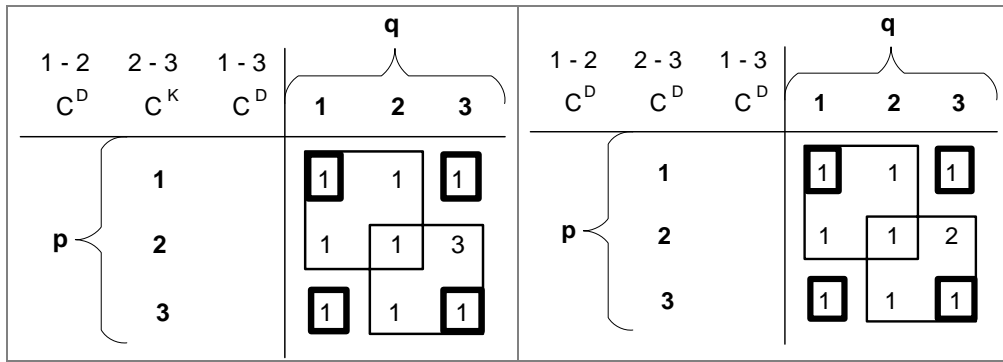 q
1 - 2 2 - 3 1 - 3
C^D C^K C^D 1 2 3
1 1 1 1
p 2 1 1 3
3 1 1 1
q
1 - 2 2 - 3 1 - 3
C^D C^D C^D 1 2 3
1 1 1 1
p 2 1 1 2
3 1 1 1